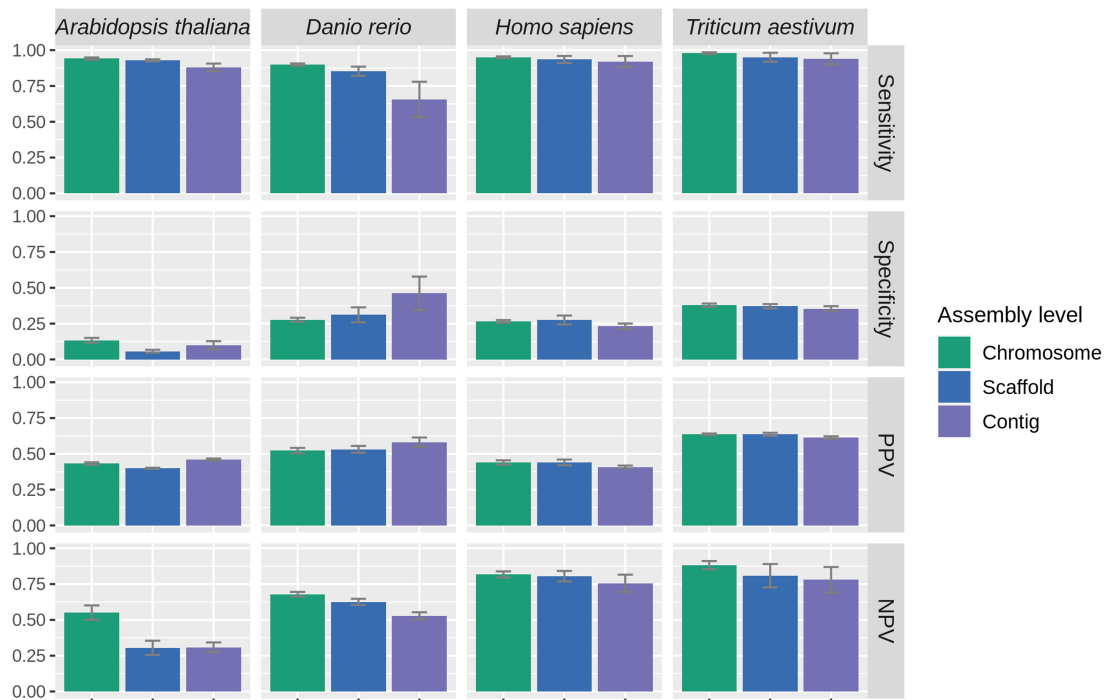 Arabidopsis thaliana
Danio rerio
Homo sapiens
Triticum aestivum
1.00
0.75
0.50
0.25
0.00
Sensitivity
1.00
0.75
0.50
0.25
0.00
Specificity
1.00
0.75
0.50
0.25
0.00
PPV
1.00
0.75
0.50
0.25
0.00
NPV
Assembly level
Chromosome
Scaffold
Contig